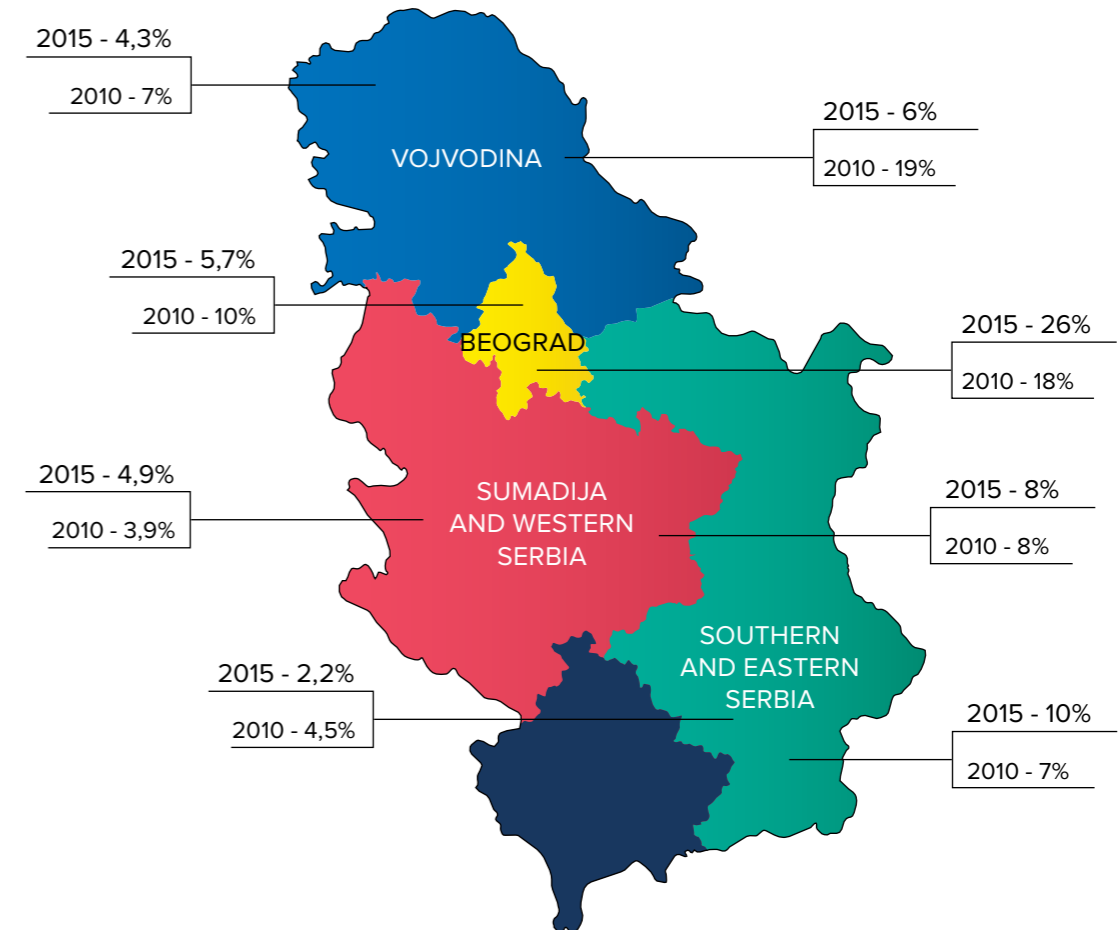 2015 - 4,3%
2010 - 7%
2015 - 6%
2010 - 19%
VOJVODINA
2015 - 5,7%
2010 - 10%
BEOGRAD
2015 - 26%
2010 - 18%
2015 - 4,9%
2010 - 3,9%
SUMADIJA
AND WESTERN
SERBIA
2015 - 8%
2010 - 8%
SOUTHERN
AND EASTERN
SERBIA
2015 - 2,2%
2010 - 4,5%
2015 - 10%
2010 - 7%